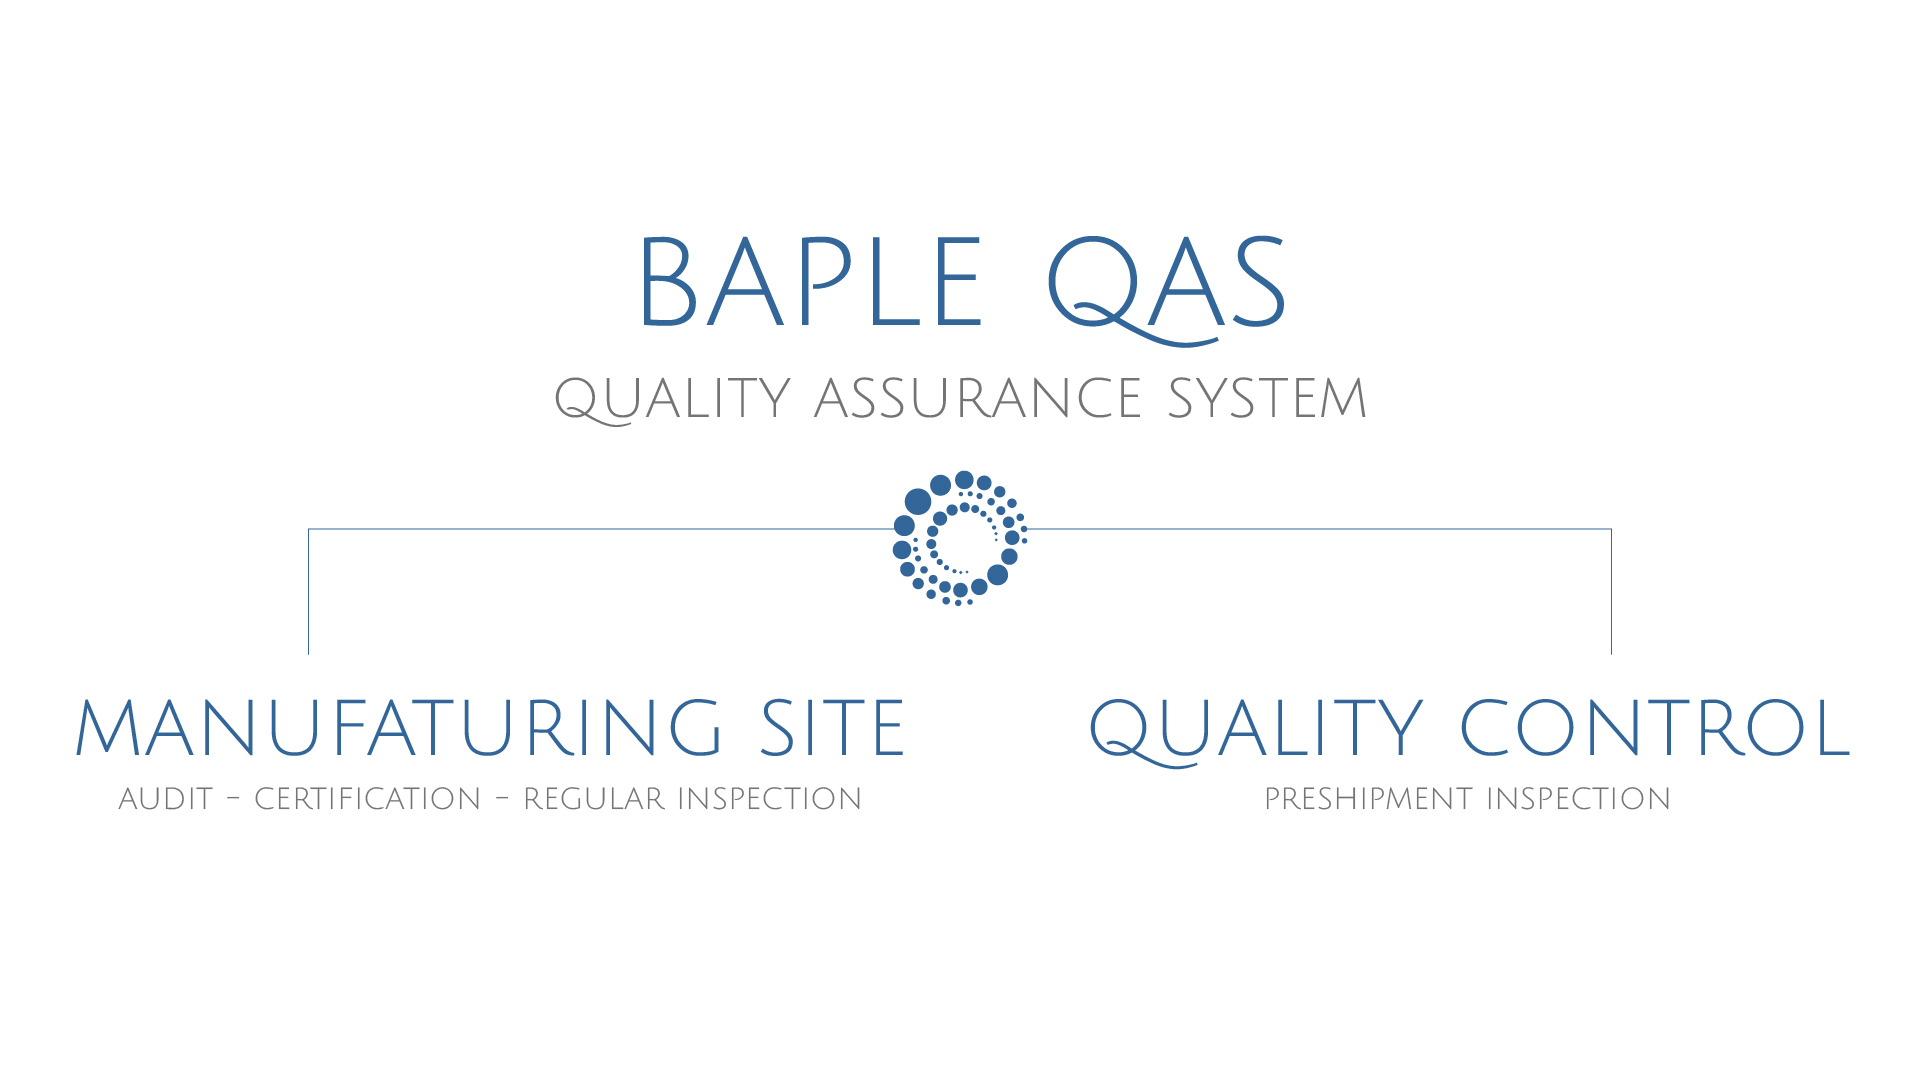 BAPLE QAS
QUALITY ASSURANCE SYSTEM
MANUFATURING SITE
AUDIT - CERTIFICATION - REGULAR INSPECTION
QUALITY CONTROL
PRESHIPMENT INSPECTION